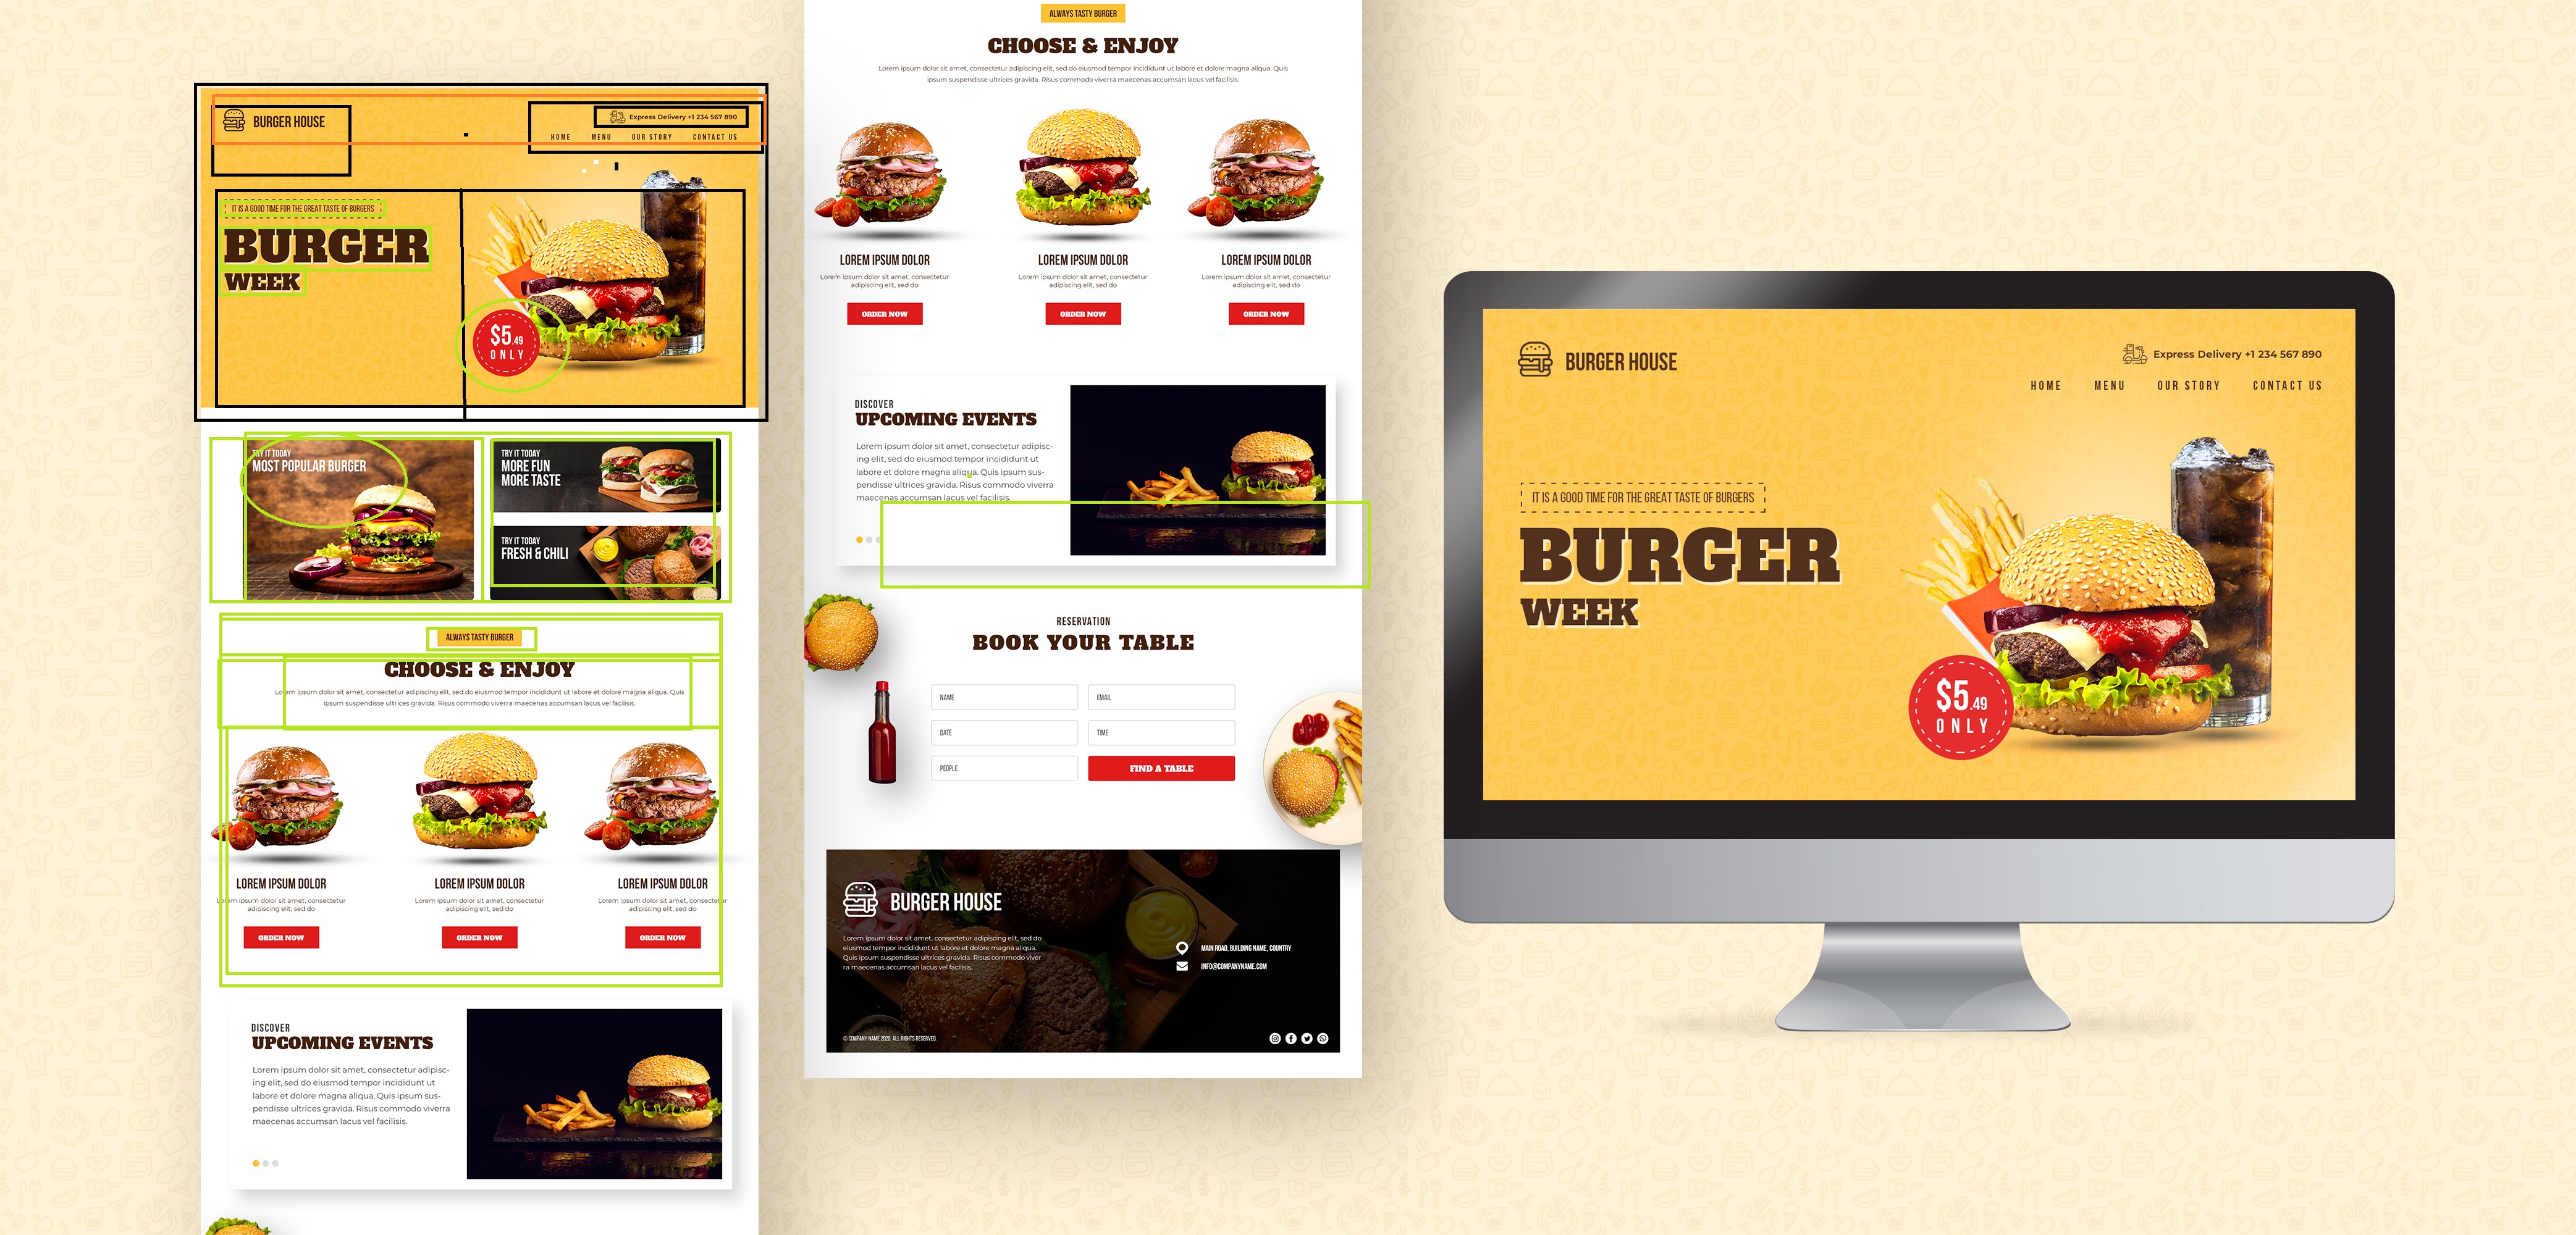 BURGER HOUSE
Express Delivery +1 234 567 890
HOME MENU OUR STORY CONTACT US
IT IS A GOOD TIME FOR THE GREAT TASTE OF BURGERS
BURGER
WEEK
$5.49
ONLY
TRY IT TODAY
MOST POPULAR BURGER
TRY IT TODAY
MORE FUN
MORE TASTE
TRY IT TODAY
FRESH & CHILI
ALWAYS TASTY BURGER
CHOOSE & ENJOY
Lorem ipsum dolor sit amet, consectetur adipiscing elit, sed do eiusmod tempor incididunt ut labore et dolore magna aliqua. Quis
ipsum suspendisse ultrices gravida. Risus commodo viverra maecenas accumsan lacus vel facilisis.
LOREM IPSUM DOLOR
Lorem ipsum dolor sit amet, consectetur
adipiscing elit, sed do
ORDER NOW
LOREM IPSUM DOLOR
Lorem ipsum dolor sit amet, consectetur
adipiscing elit, sed do
ORDER NOW
LOREM IPSUM DOLOR
Lorem ipsum dolor sit amet, consectetur
adipiscing elit, sed do
ORDER NOW
DISCOVER
UPCOMING EVENTS
Lorem ipsum dolor sit amet, consectetur adipisc-
ing elit, sed do eiusmod tempor incididunt ut
labore et dolore magna aliqua. Quis ipsum sus-
pendisse ultrices gravida. Risus commodo viverra
maecenas accumsan lacus vel facilisis.
ALWAYS TASTY BURGER
CHOOSE & ENJOY
Lorem ipsum dolor sit amet, consectetur adipiscing elit, sed do eiusmod tempor incididunt ut labore et dolore magna aliqua. Quis
ipsum suspendisse ultrices gravida. Risus commodo viverra maecenas accumsan lacus vel facilisis.
LOREM IPSUM DOLOR
Lorem ipsum dolor sit amet, consectetur
adipiscing elit, sed do
ORDER NOW
LOREM IPSUM DOLOR
Lorem ipsum dolor sit amet, consectetur
adipiscing elit, sed do
ORDER NOW
LOREM IPSUM DOLOR
Lorem ipsum dolor sit amet, consectetur
adipiscing elit, sed do
ORDER NOW
DISCOVER
UPCOMING EVENTS
Lorem ipsum dolor sit amet, consectetur adipisc-
ing elit, sed do eiusmod tempor incididunt ut
labore et dolore magna aliqua. Quis ipsum sus-
pendisse ultrices gravida. Risus commodo viverra
maecenas accumsan lacus vel facilisis.
RESERVATION
BOOK YOUR TABLE
NAME EMAIL
DATE TIME
PEOPLE FIND A TABLE
BURGER HOUSE
Lorem ipsum dolor sit amet, consectetur adipiscing elit, sed do
eiusmod tempor incididunt ut labore et dolore magna aliqua.
Quis ipsum suspendisse ultrices gravida. Risus commodo viver
ra maecenas accumsan lacus vel facilisis.
MAIN ROAD, BUILDING NAME, COUNTRY
INFO@COMPANYNAME.COM
© COMPANY NAME 2020. ALL RIGHTS RESERVED.
BURGER HOUSE
Express Delivery +1 234 567 890
HOME MENU OUR STORY CONTACT US
IT IS A GOOD TIME FOR THE GREAT TASTE OF BURGERS
BURGER
WEEK
$5.49
ONLY